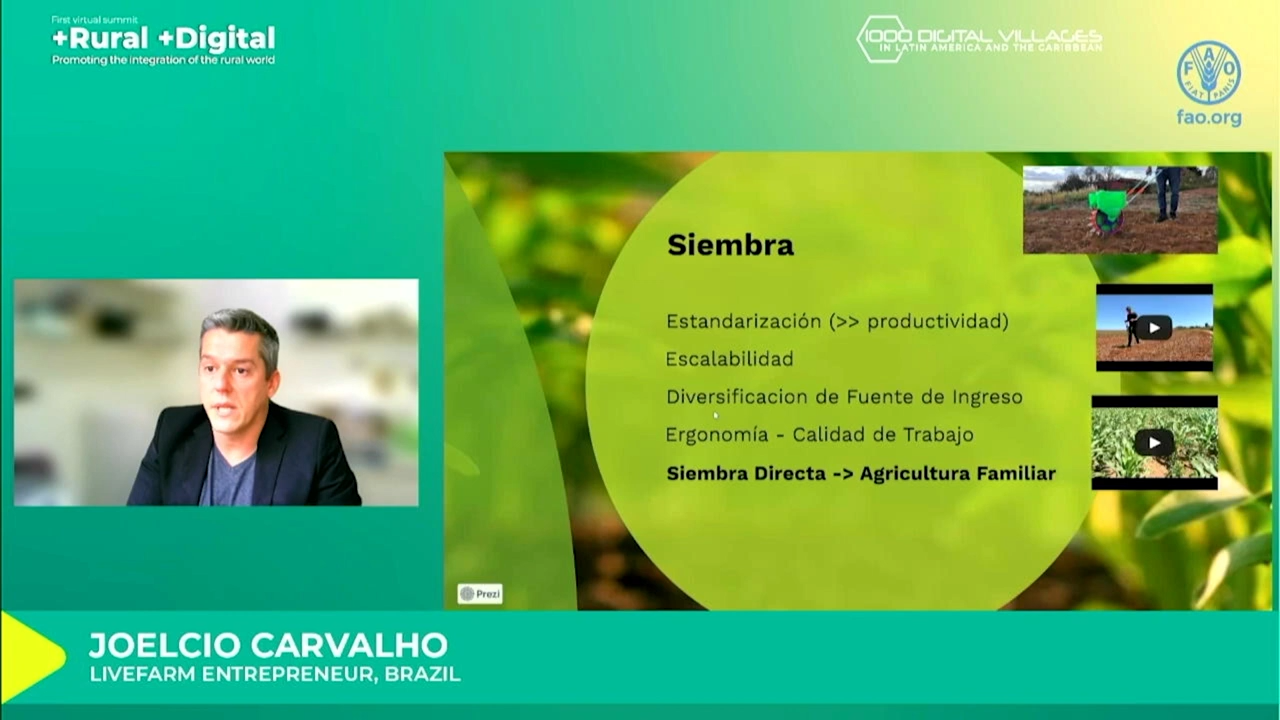 First virtual summit
+Rural +Digital
Promoting the integration of the rural world
1000 DIGITAL VILLAGES
IN LATIN AMERICA AND THE CARIBBEAN
FAO
FIAT PANIS
fao.org
Siembra
Estandarización (>> productividad)
Escalabilidad
Diversificacion de Fuente de Ingreso
Ergonomía - Calidad de Trabajo
Siembra Directa -> Agricultura Familiar
Prezi
JOELCIO CARVALHO
LIVEFARM ENTREPRENEUR, BRAZIL